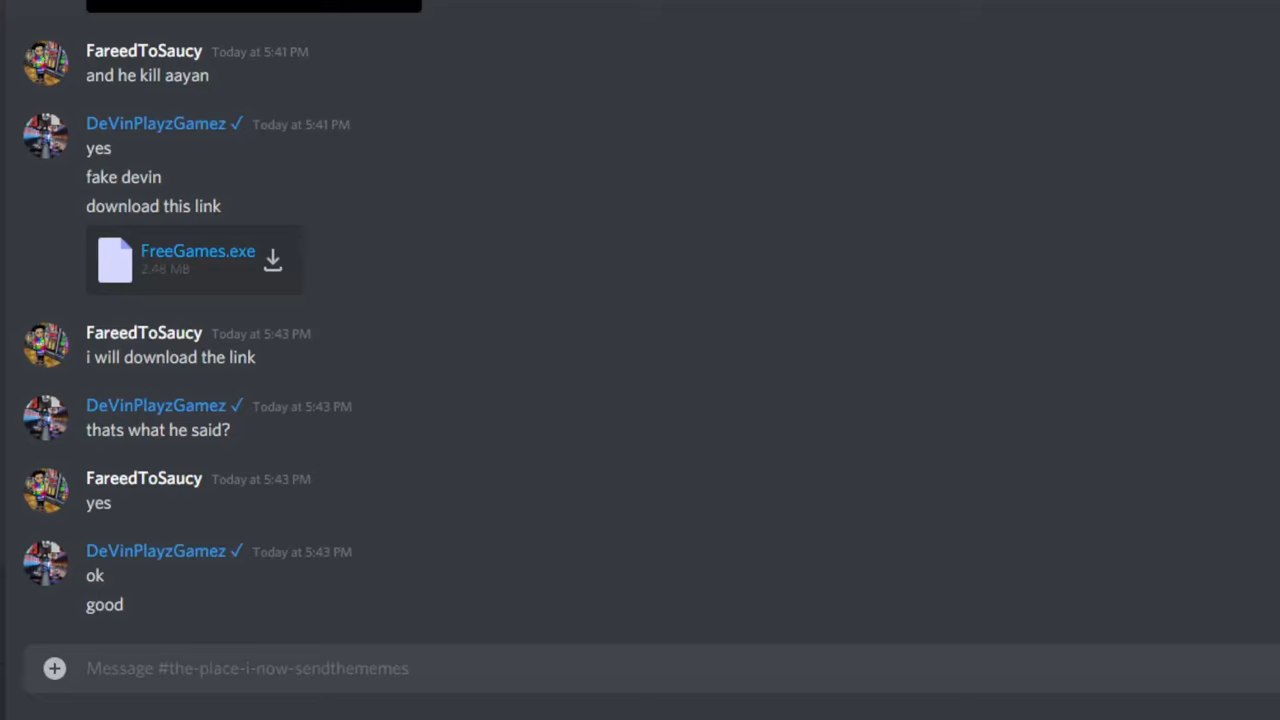 FareedToSaucy Today at 5:41 PM
and he kill aayan
DeVinPlayzGamez ✓ Today at 5:41 PM
yes
fake devin
download this link
FreeGames.exe
2.48 MB
FareedToSaucy Today at 5:43 PM
i will download the link
DeVinPlayzGamez ✓ Today at 5:43 PM
thats what he said?
FareedToSaucy Today at 5:43 PM
yes
DeVinPlayzGamez ✓ Today at 5:43 PM
ok
good
Message #the-place-i-now-sendthememes